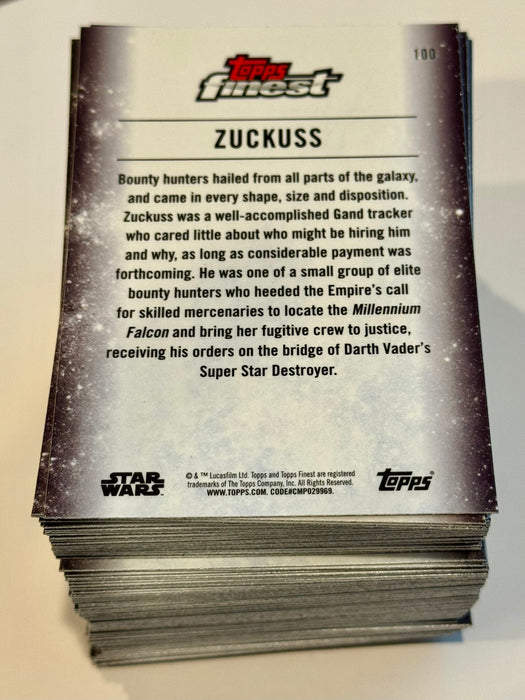 100
Topps
finest
ZUCKUSS
Bounty hunters hailed from all parts of the galaxy,
and came in every shape, size and disposition.
Zuckuss was a well-accomplished Gand tracker
who cared little about who might be hiring him
and why, as long as considerable payment was
forthcoming. He was one of a small group of elite
bounty hunters who heeded the Empire's call
for skilled mercenaries to locate the Millennium
Falcon and bring her fugitive crew to justice,
receiving his orders on the bridge of Darth Vader's
Super Star Destroyer.
STAR
WARS
© & ™ Lucasfilm Ltd. Topps and Topps Finest are registered
trademarks of The Topps Company, Inc. All Rights Reserved.
WWW.TOPPS.COM. CODE#CMP029969.
Topps®